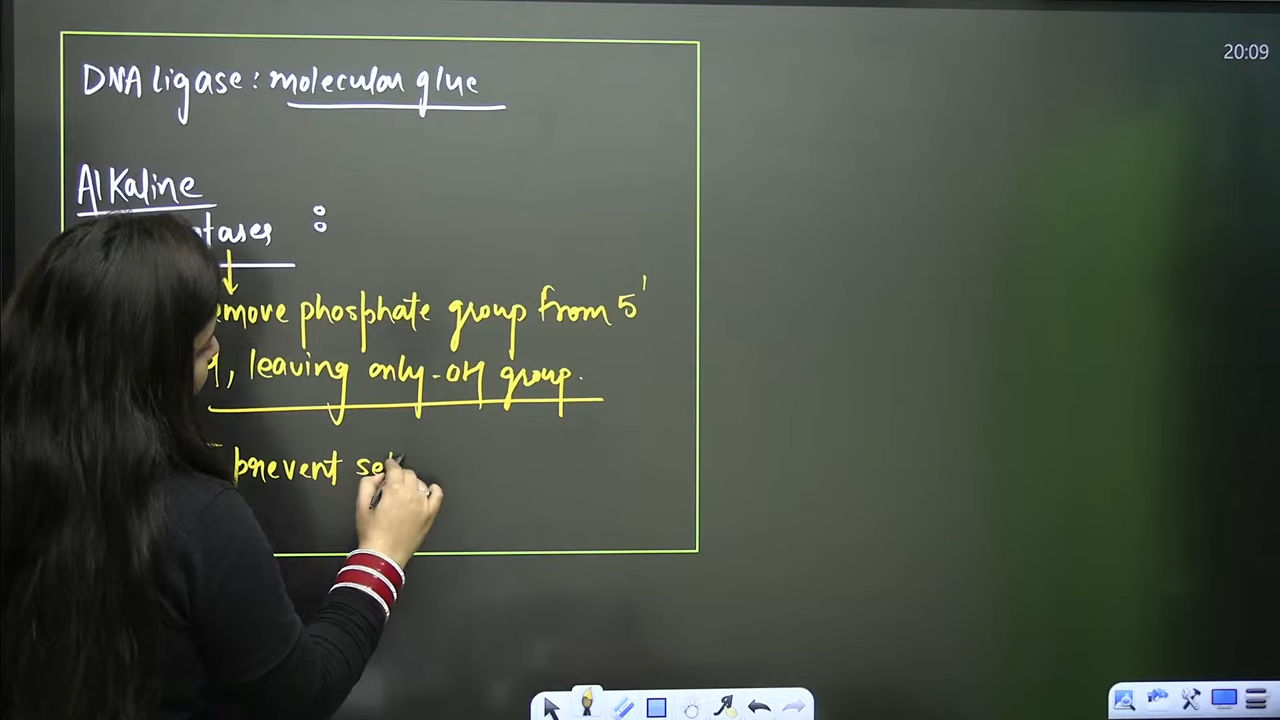 20:09
DNA ligase: molecular glue
Alkaline
tases :
emove phosphate group from 5'
, leaving only -OH group.
prevent se